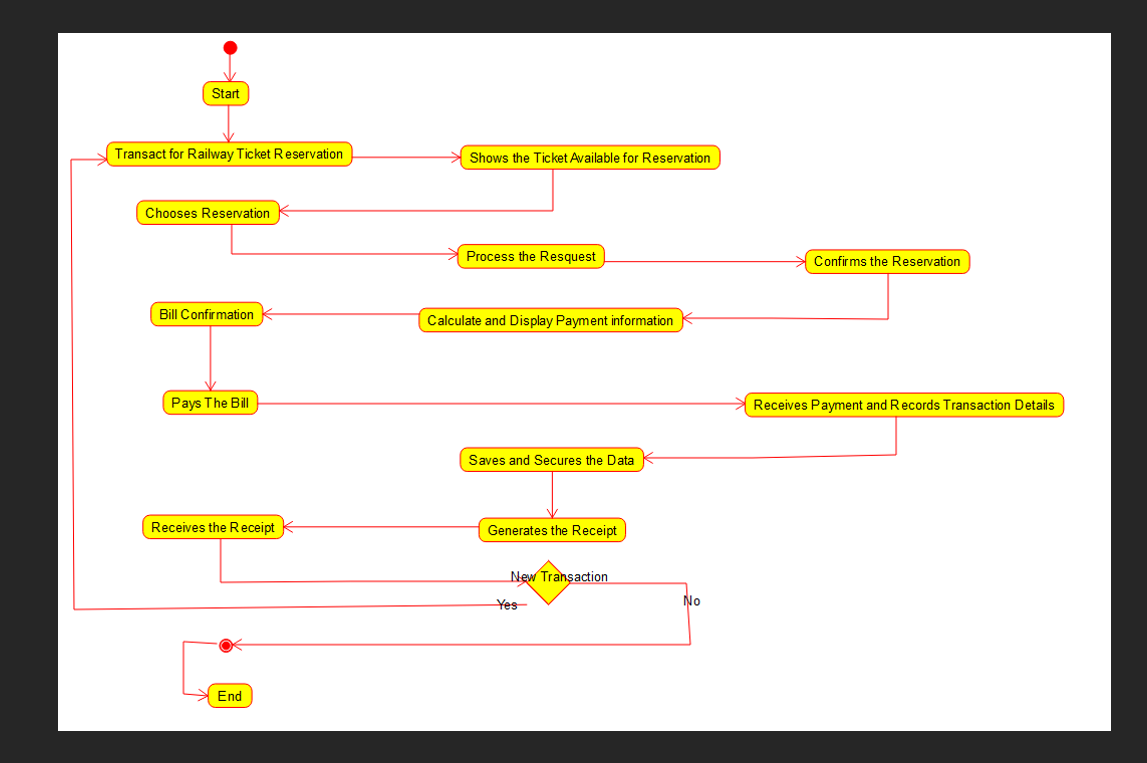 Start
Transact for Railway Ticket Reservation
Shows the Ticket Available for Reservation
Chooses Reservation
Process the Resquest
Confirms the Reservation
Bill Confirmation
Calculate and Display Payment information
Pays The Bill
Receives Payment and Records Transaction Details
Saves and Secures the Data
Receives the Receipt
Generates the Receipt
New Transaction
Yes
No
End